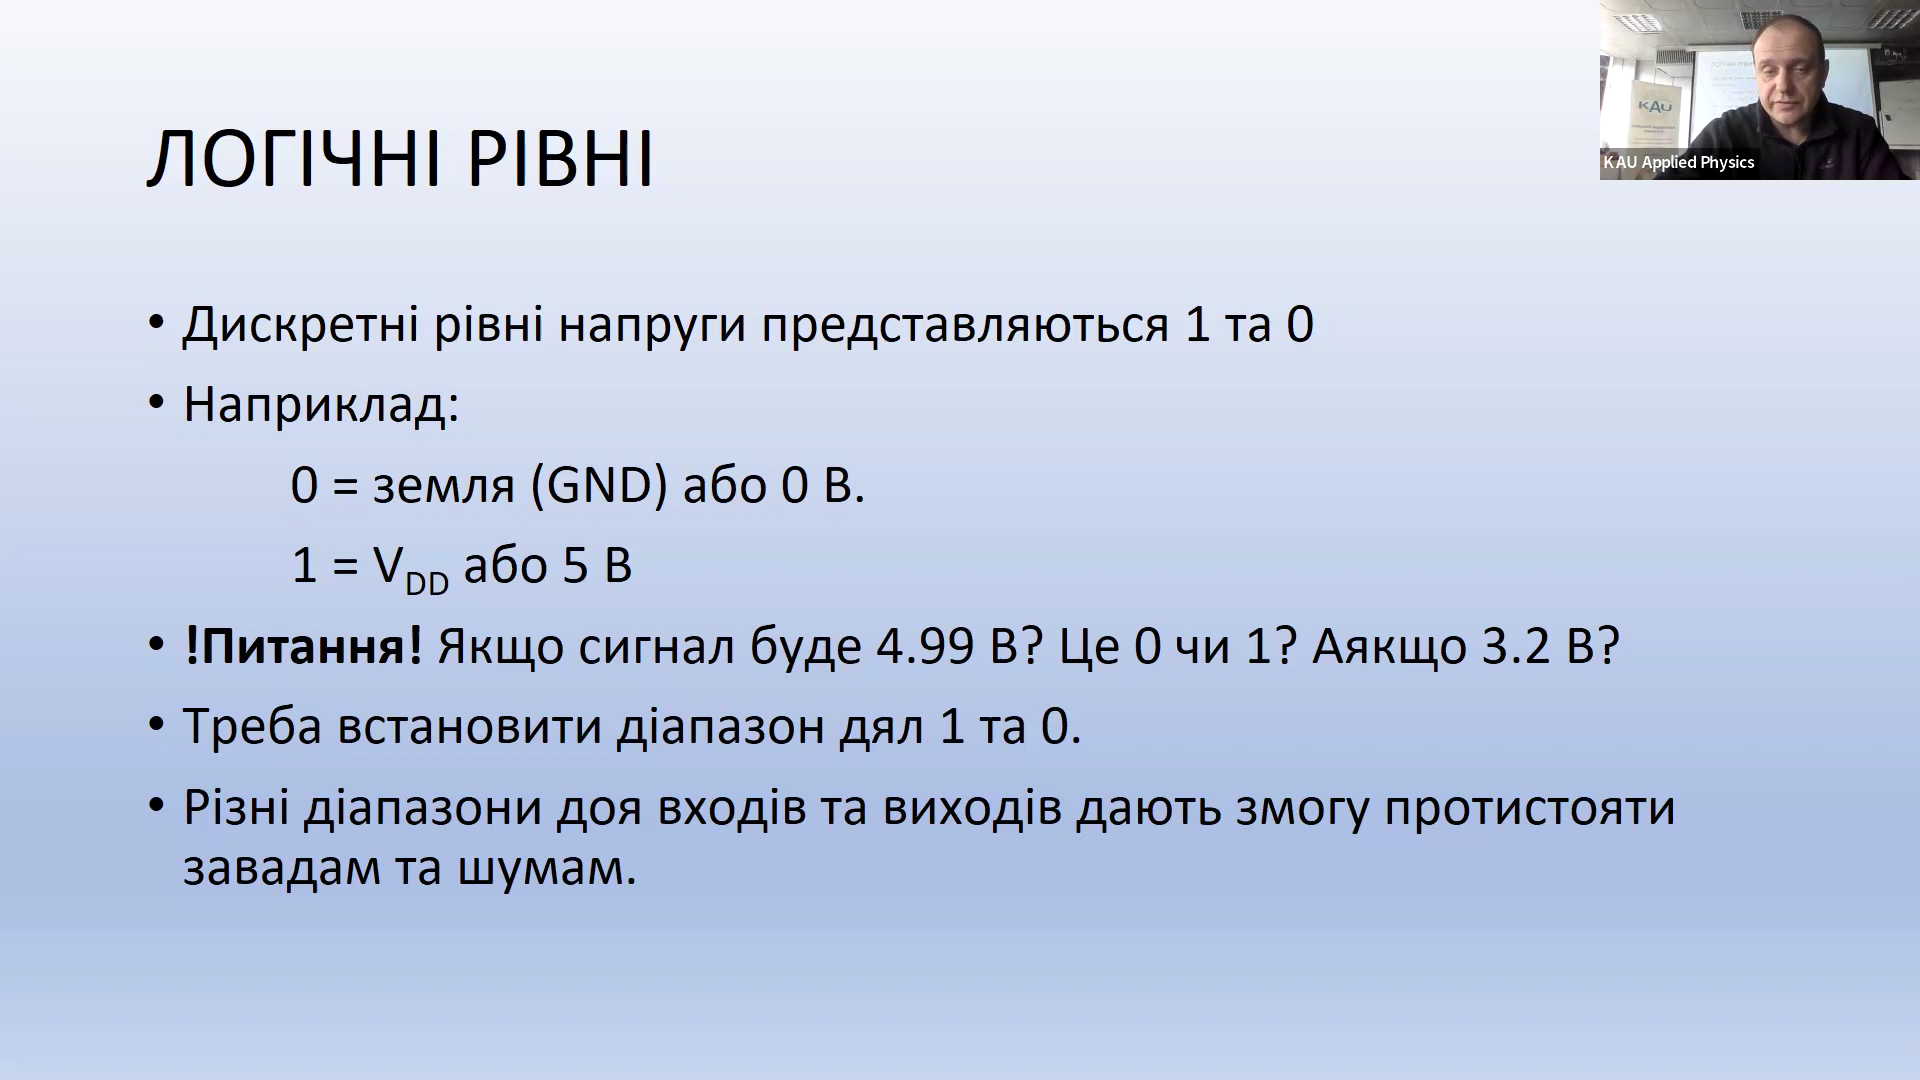 ЛОГІЧНІ РІВНІ
KAU
KAU Applied Physics
• Дискретні рівні напруги представляються 1 та 0
• Наприклад:
0 = земля (GND) або 0 В.
1 = VDD або 5 В
• !Питання! Якщо сигнал буде 4.99 В? Це 0 чи 1? Аякщо 3.2 В?
• Треба встановити діапазон дял 1 та 0.
• Різні діапазони доя входів та виходів дають змогу протистояти
завадам та шумам.